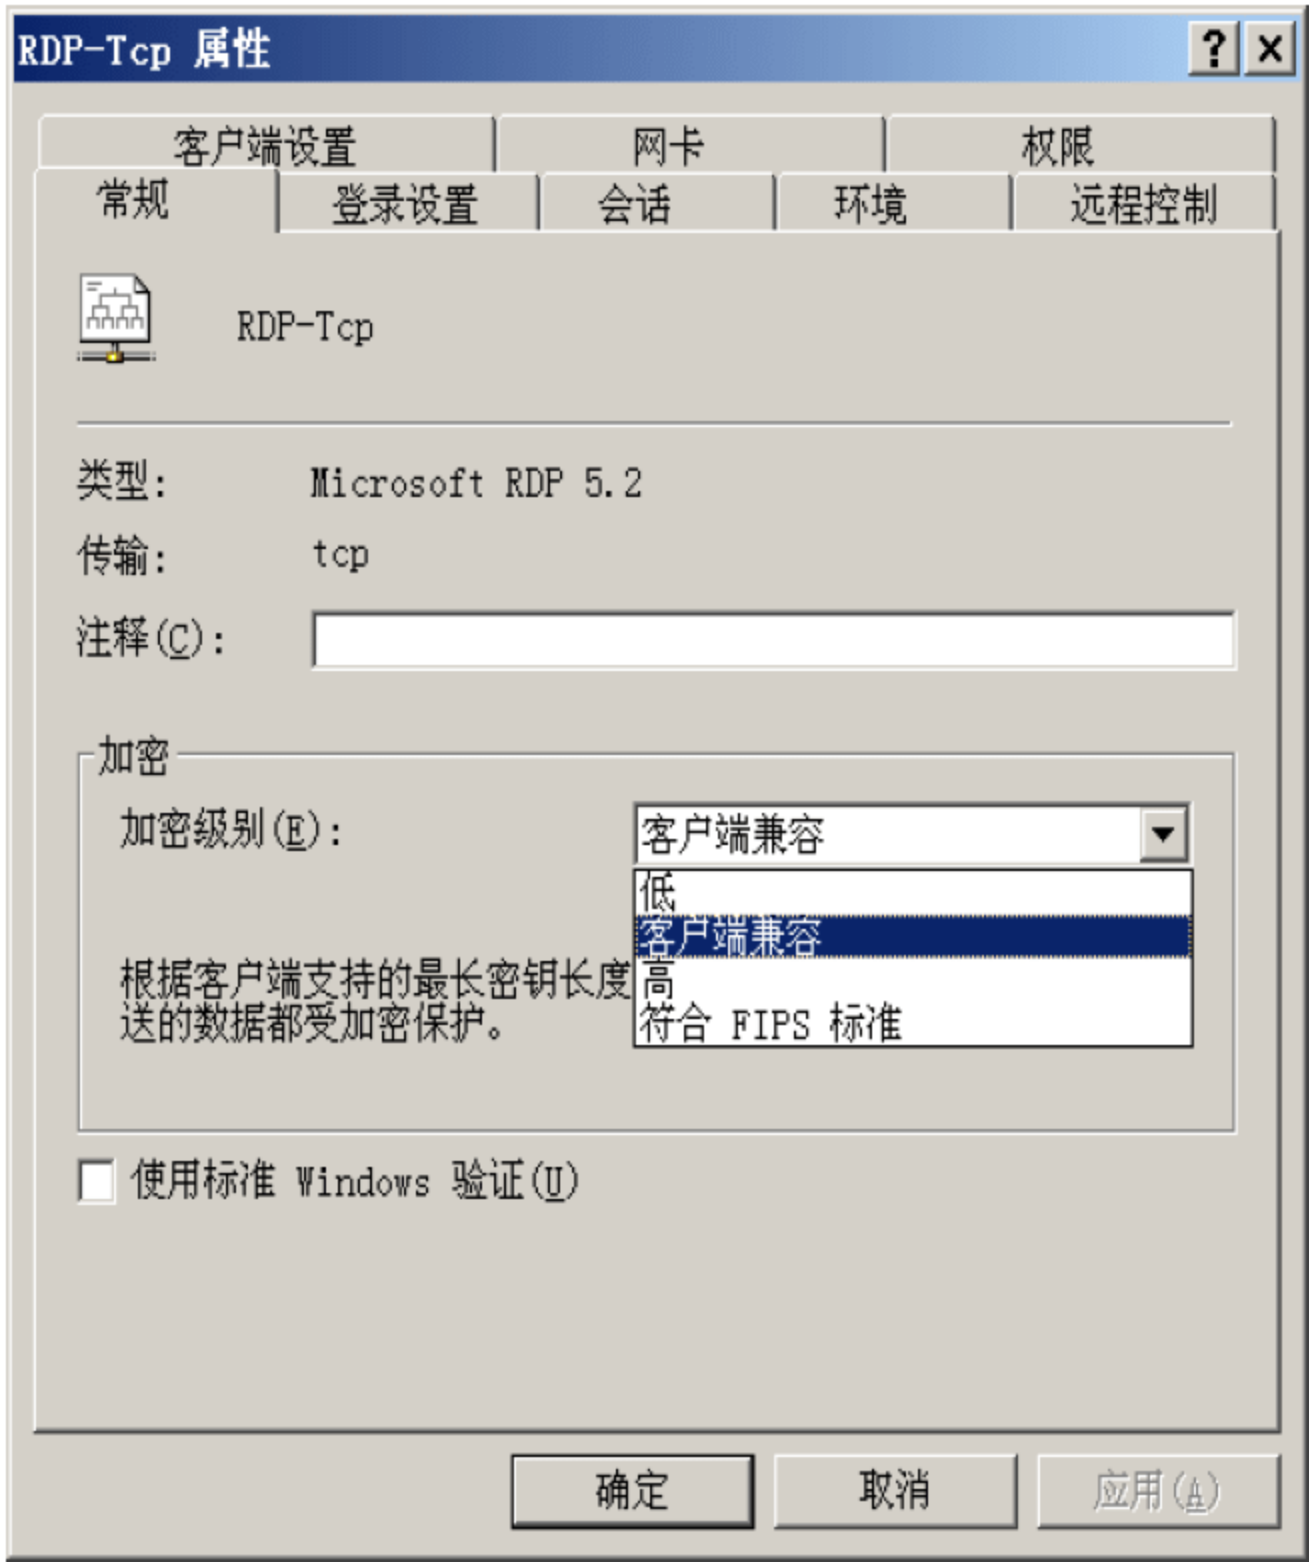 RDP-Tcp 属性
客户端设置 网卡 权限
常规 登录设置 会话 环境 远程控制
RDP-Tcp
类型: Microsoft RDP 5.2
传输: tcp
注释(C):
加密
加密级别(E): 客户端兼容
低
客户端兼容
高
符合 FIPS 标准
根据客户端支持的最长密钥长度
送的数据都受加密保护。
使用标准 Windows 验证(U)
确定 取消 应用(A)